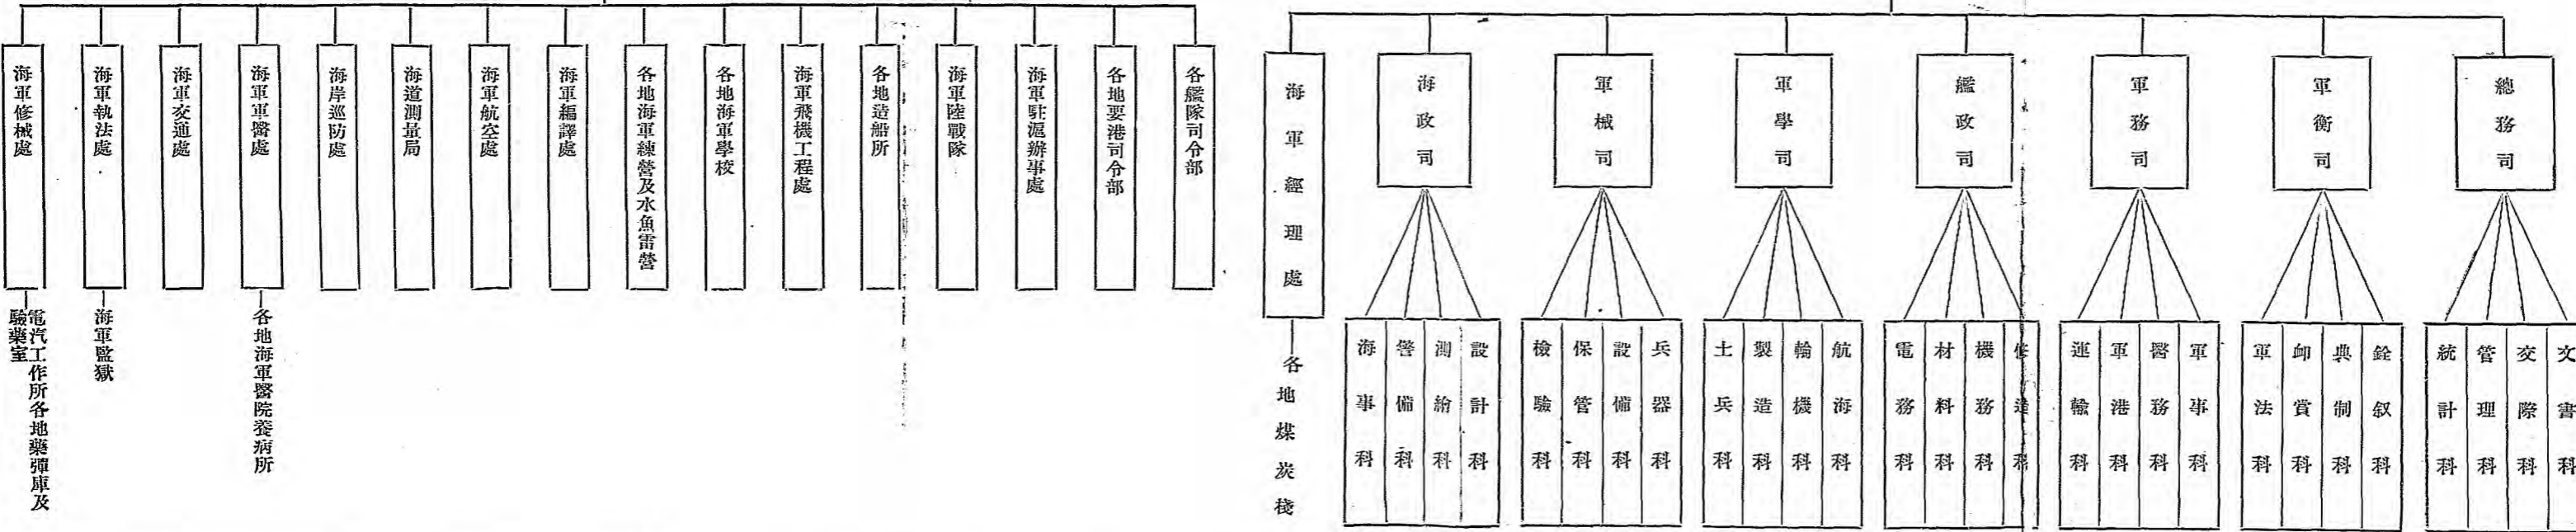 總務司
文書科
交際科
管理科
統計科
軍衡司
銓叙科
典制科
卹賞科
軍法科
軍務司
軍事科
醫務科
軍港科
運輸科
艦政司
修造科
機務科
材料科
電務科
軍學司
航海科
輪機科
製造科
士兵科
軍械司
兵器科
設備科
保管科
檢驗科
海政司
設計科
測繪科
警備科
海事科
海軍經理處
各地煤炭棧
各艦隊司令部
各地要港司令部
海軍駐滬辦事處
海軍陸戰隊
各地造船所
海軍飛機工程處
各地海軍學校
各地海軍練營及水魚雷營
海軍編譯處
海軍航空處
海道測量局
海岸巡防處
海軍軍醫處
各地海軍醫院養病所
海軍交通處
海軍執法處
海軍監獄
海軍修械處
電汽工作所各地藥彈庫及
驗藥室